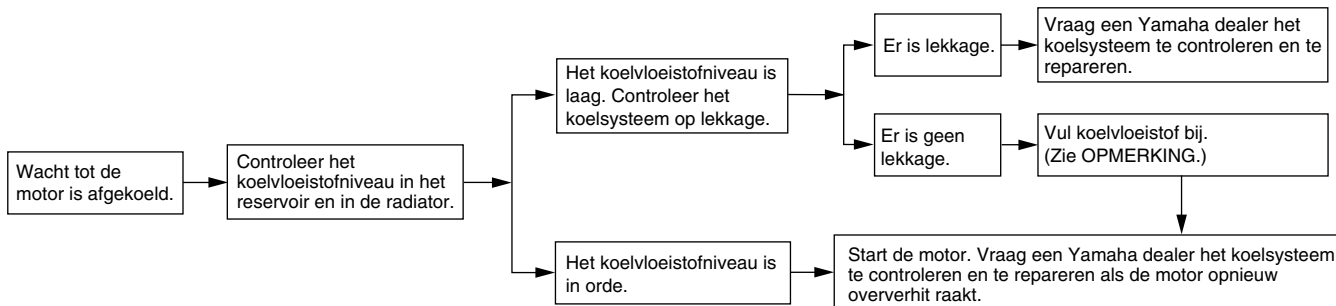 Wacht tot de
motor is afgekoeld.
Controleer het
koelvloeistofniveau in het
reservoir en in de radiator.
Het koelvloeistofniveau is
laag. Controleer het
koelsysteem op lekkage.
Er is lekkage.
Vraag een Yamaha dealer het
koelsysteem te controleren en te
repareren.
Er is geen
lekkage.
Vul koelvloeistof bij.
(Zie OPMERKING.)
Het koelvloeistofniveau is
in orde.
Start de motor. Vraag een Yamaha dealer het koelsysteem
te controleren en te repareren als de motor opnieuw
oververhit raakt.